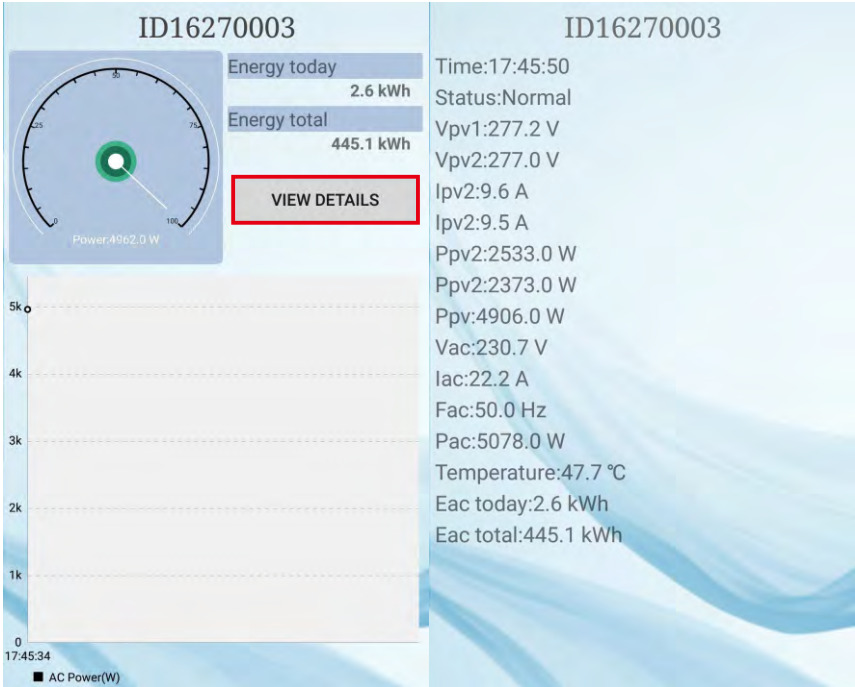 ID16270003
50
25
75
0
100
Power:4962.0 W
Energy today
2.6 kWh
Energy total
445.1 kWh
VIEW DETAILS
5k
4k
3k
2k
1k
0
17:45:34
AC Power(W)
ID16270003
Time:17:45:50
Status:Normal
Vpv1:277.2 V
Vpv2:277.0 V
Ipv2:9.6 A
Ipv2:9.5 A
Ppv2:2533.0 W
Ppv2:2373.0 W
Ppv:4906.0 W
Vac:230.7 V
Iac:22.2 A
Fac:50.0 Hz
Pac:5078.0 W
Temperature:47.7 ℃
Eac today:2.6 kWh
Eac total:445.1 kWh